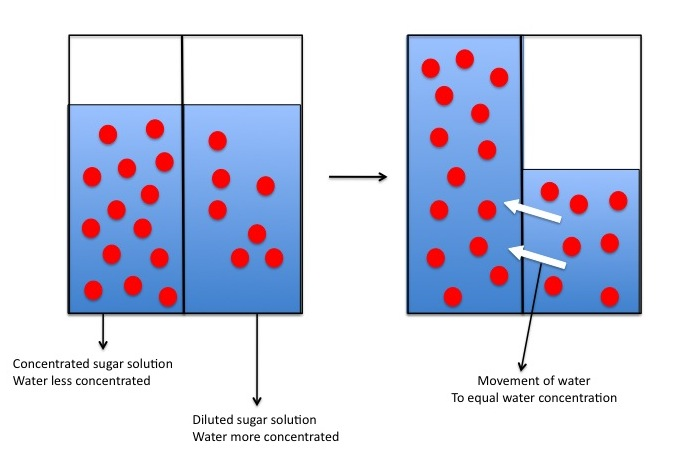 Concentrated sugar solution
Water less concentrated
Diluted sugar solution
Water more concentrated
Movement of water
To equal water concentration